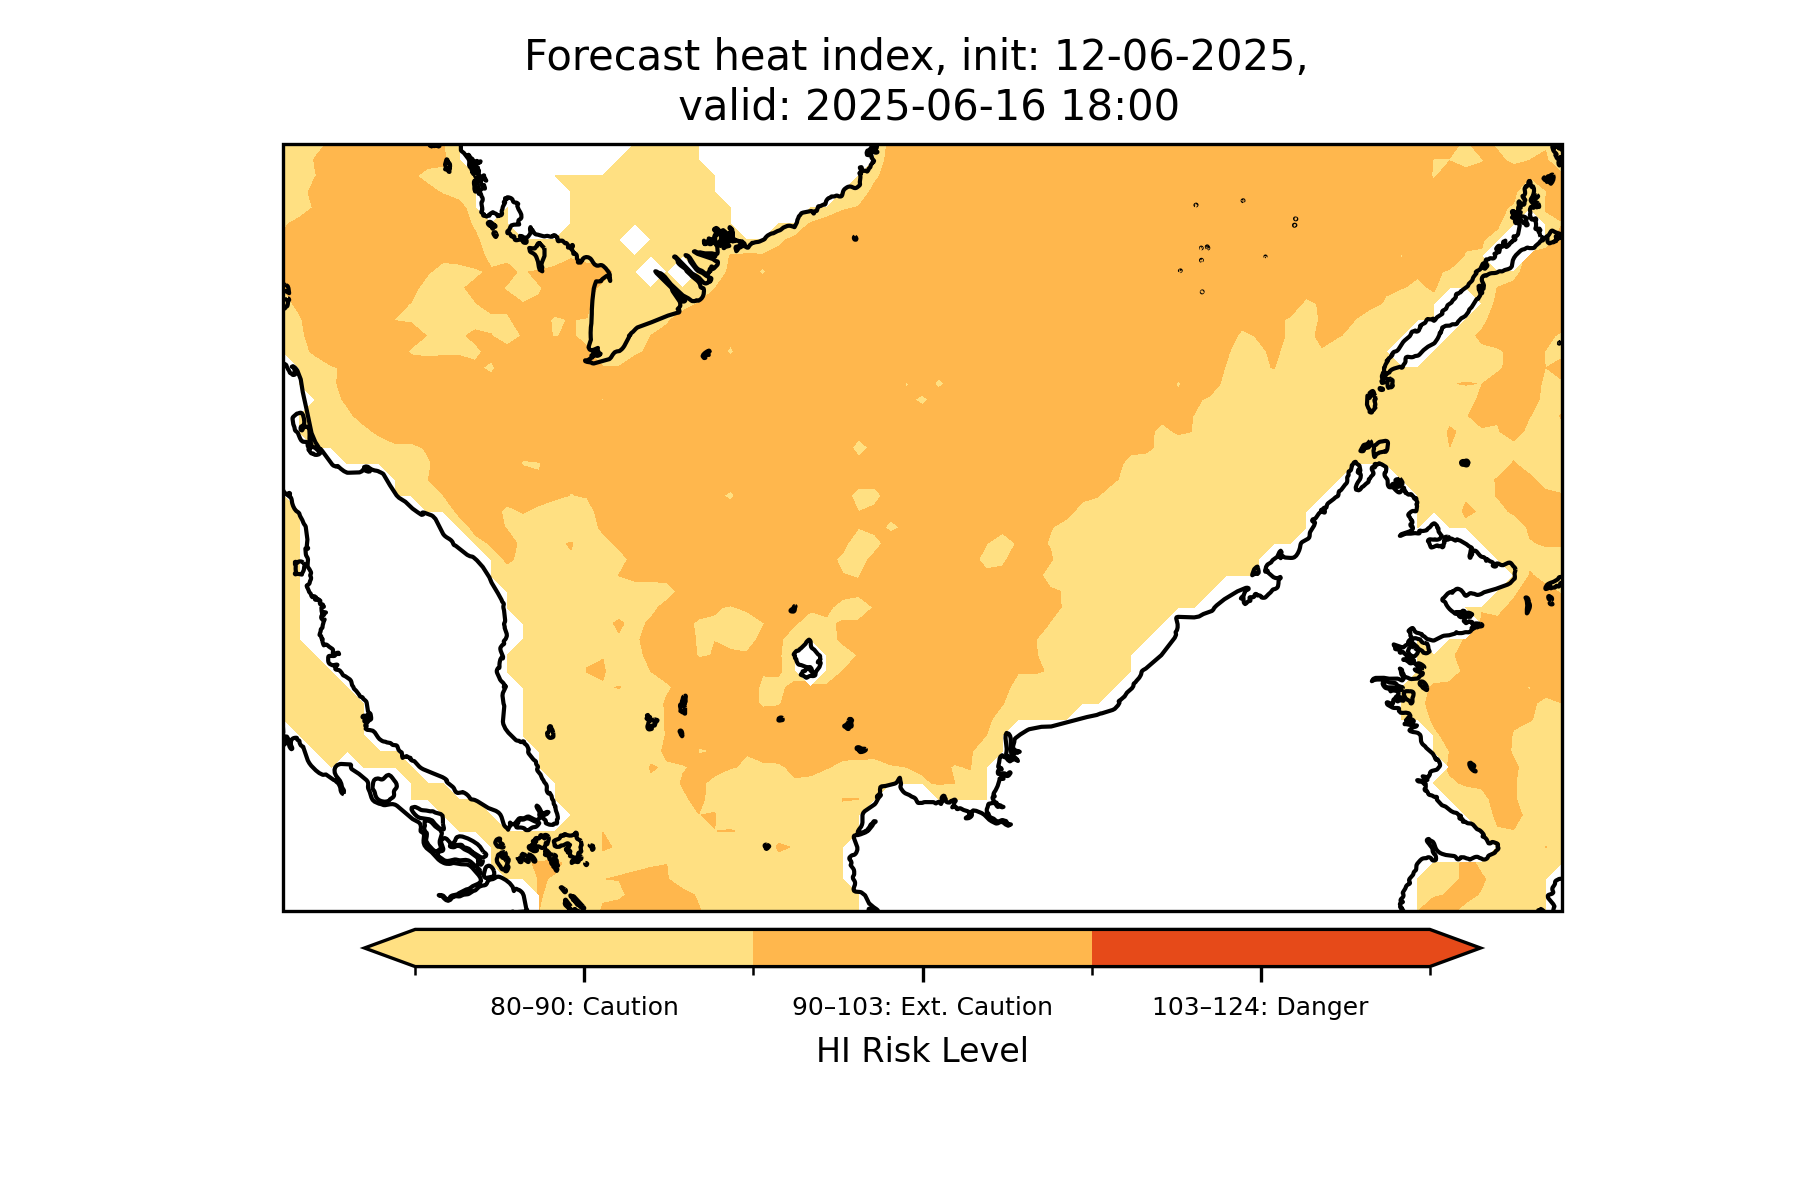 Forecast heat index, init: 12-06-2025,
valid: 2025-06-16 18:00
80–90: Caution
90–103: Ext. Caution
103–124: Danger
HI Risk Level